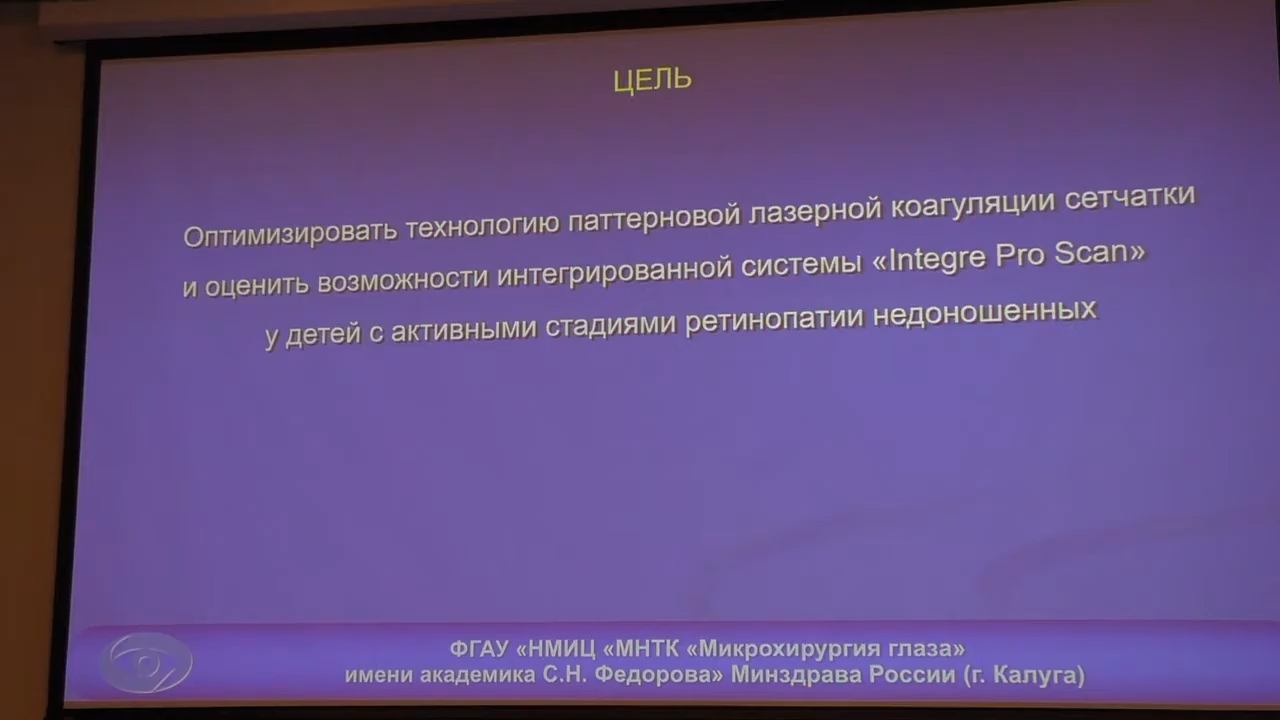 ЦЕЛЬ
Оптимизировать технологию паттерновой лазерной коагуляции сетчатки
и оценить возможности интегрированной системы «Integre Pro Scan»
у детей с активными стадиями ретинопатии недоношенных
ФГАУ «НМИЦ «МНТК «Микрохирургия глаза»
имени академика С.Н. Федорова» Минздрава России (г. Калуга)